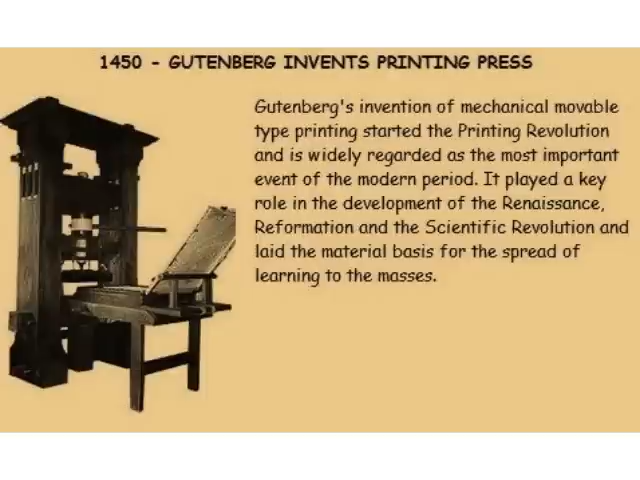 1450 - GUTENBERG INVENTS PRINTING PRESS
Gutenberg's invention of mechanical movable
type printing started the Printing Revolution
and is widely regarded as the most important
event of the modern period. It played a key
role in the development of the Renaissance,
Reformation and the Scientific Revolution and
laid the material basis for the spread of
learning to the masses.